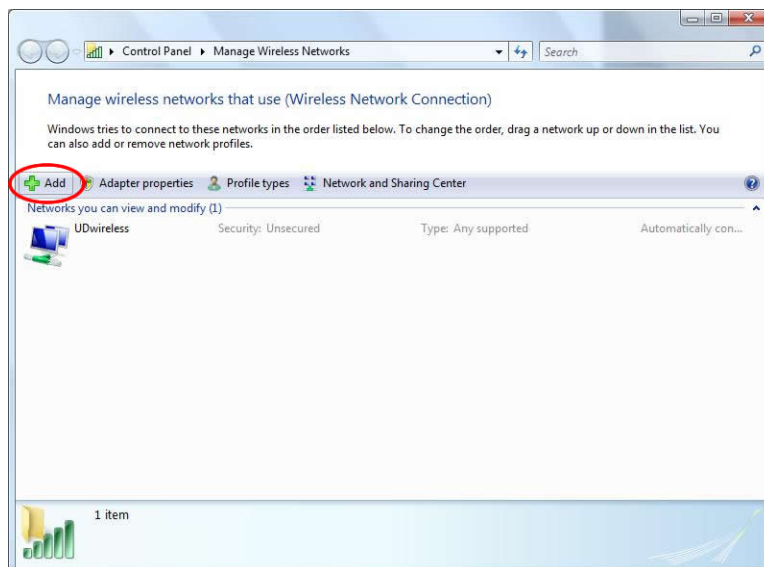 Control Panel Manage Wireless Networks Search
Manage wireless networks that use (Wireless Network Connection)
Windows tries to connect to these networks in the order listed below. To change the order, drag a network up or down in the list. You
can also add or remove network profiles.
Add Adapter properties Profile types Network and Sharing Center
Networks you can view and modify (1)
UDwireless Security: Unsecured Type: Any supported Automatically con...
1 item